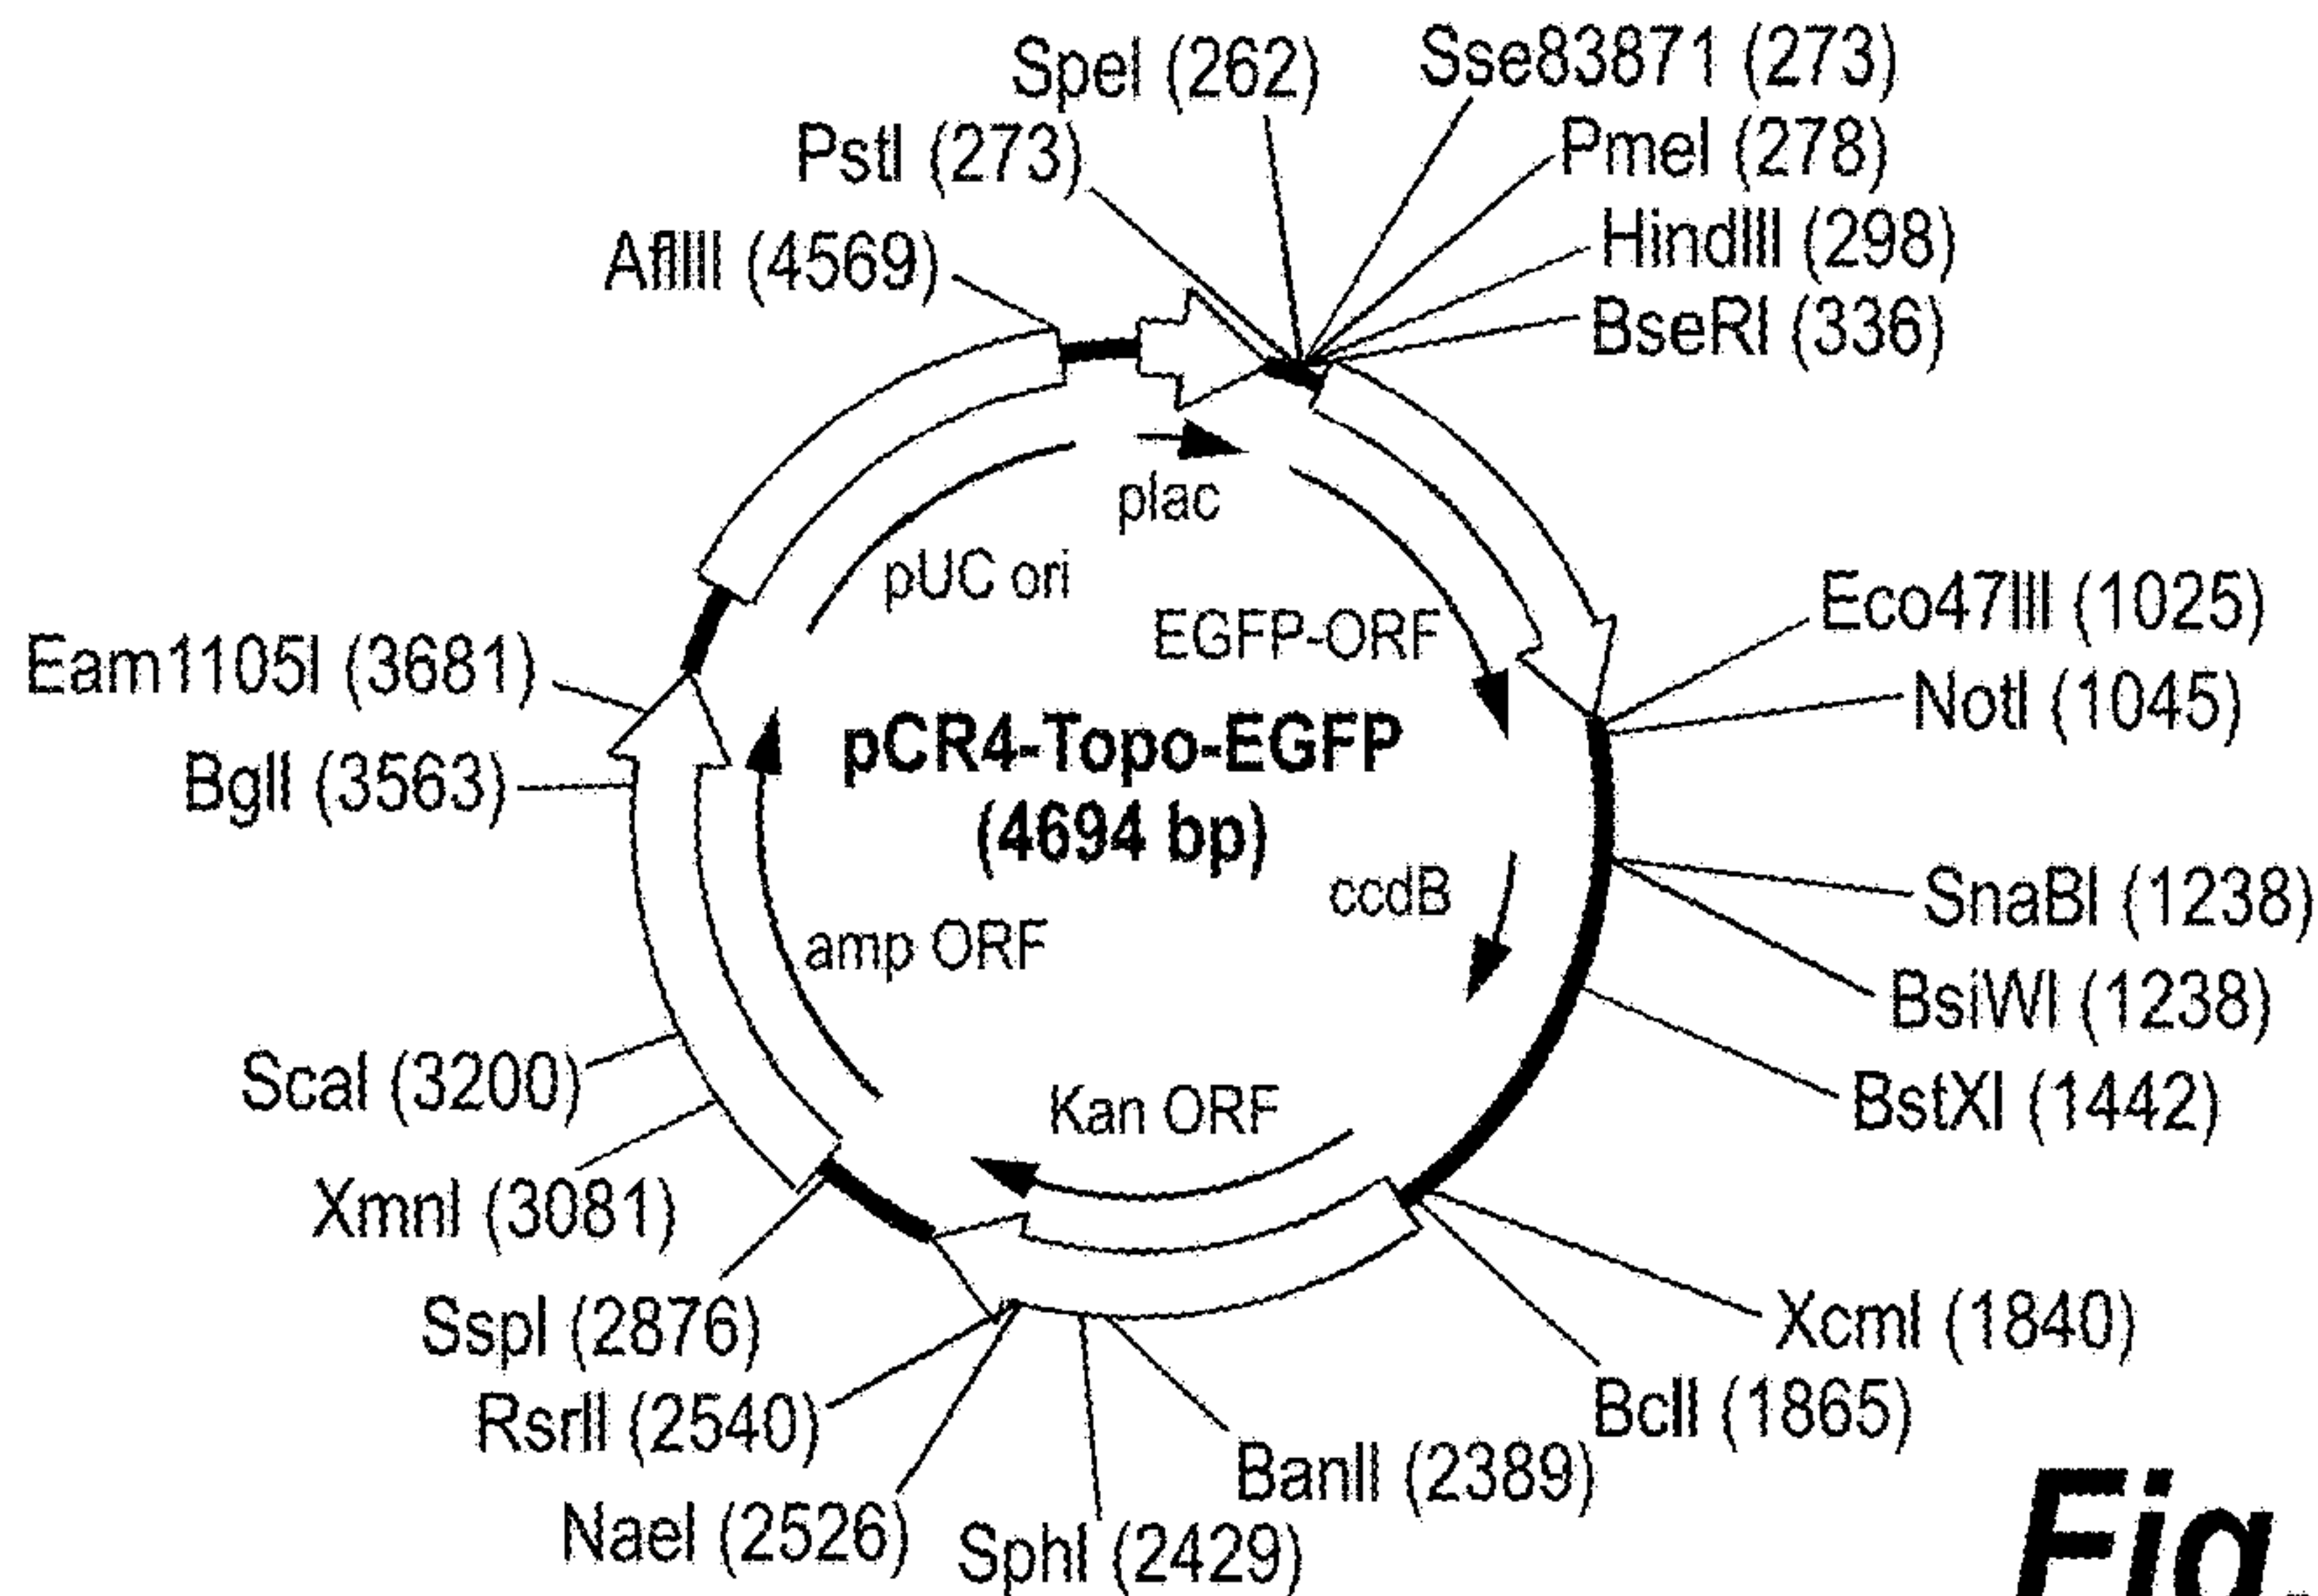 SpeI (262)
Sse83871 (273)
PstI (273)
PmeI (278)
AflIII (4569)
HindIII (298)
BseRI (336)
plac
pUC ori
EGFP-ORF
Eco47III (1025)
Eam1105I (3681)
NotI (1045)
pCR4-Topo-EGFP
(4694 bp)
BglI (3563)
ccdB
SnaBI (1238)
amp ORF
BsiWI (1238)
ScaI (3200)
Kan ORF
BstXI (1442)
XmnI (3081)
SspI (2876)
XcmI (1840)
RsrII (2540)
BclI (1865)
BanII (2389)
NaeI (2526)
SphI (2429)
Fig.